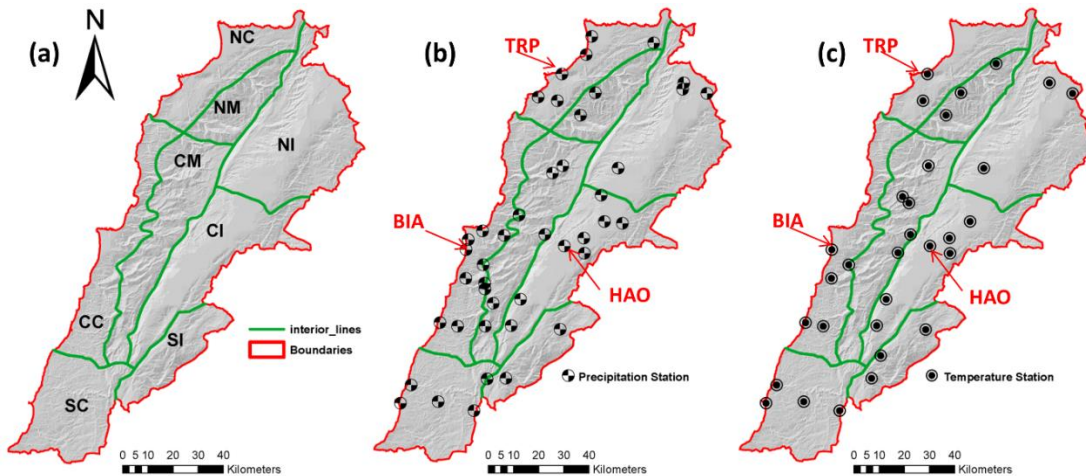 (a)
N
NC
NM
NI
CM
CI
CC
SI
SC
interior_lines
Boundaries
0 5 10 20 30 40
Kilometers
(b)
TRP
BIA
HAO
Precipitation Station
0 5 10 20 30 40
Kilometers
(c)
TRP
BIA
HAO
Temperature Station
0 5 10 20 30 40
Kilometers